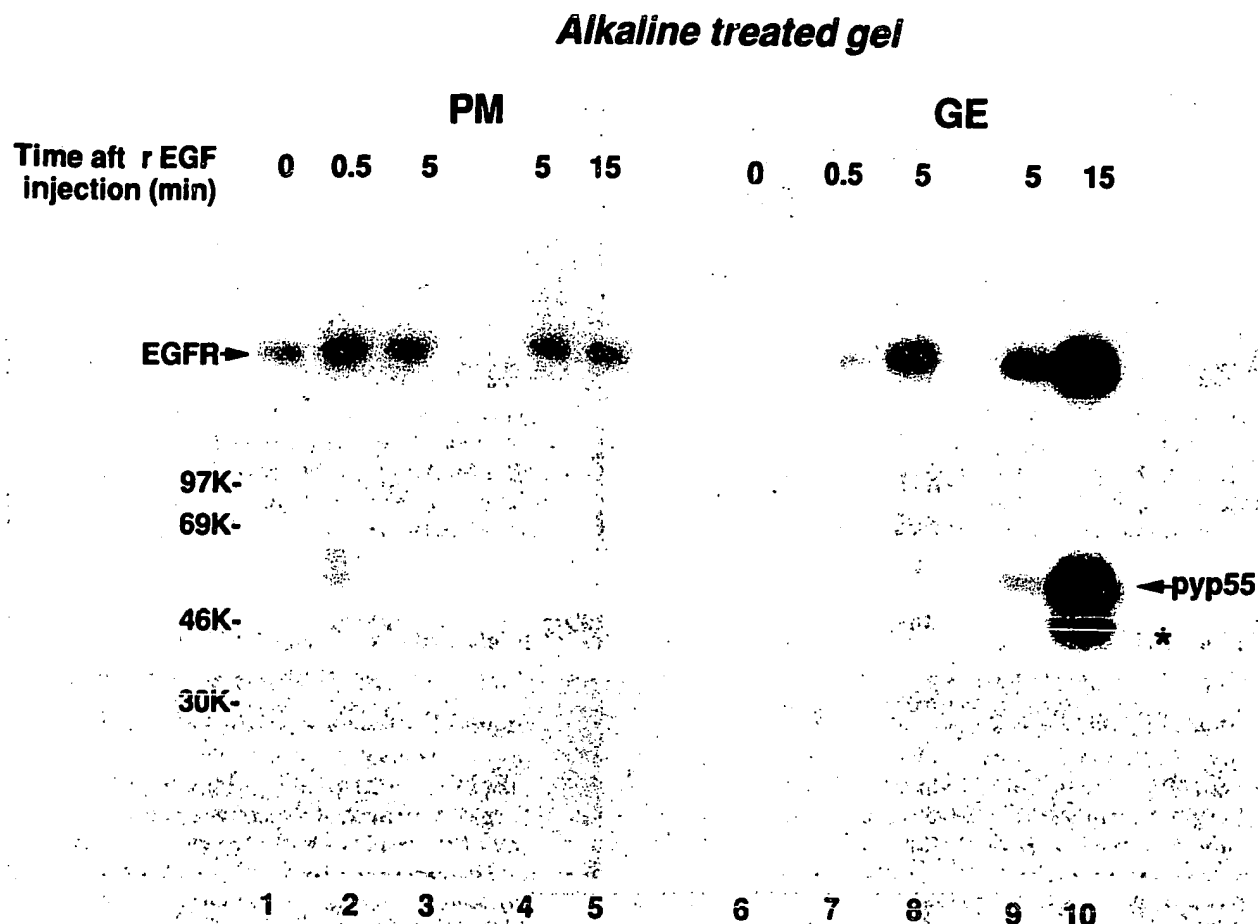 Alkaline treated gel
PM GE
Time aft r EGF
injection (min)
0 0.5 5 5 15 0 0.5 5 5 15
EGFR
97K-
69K-
pyp55
46K-
*
30K-
1 2 3 4 5 6 7 8 9 10